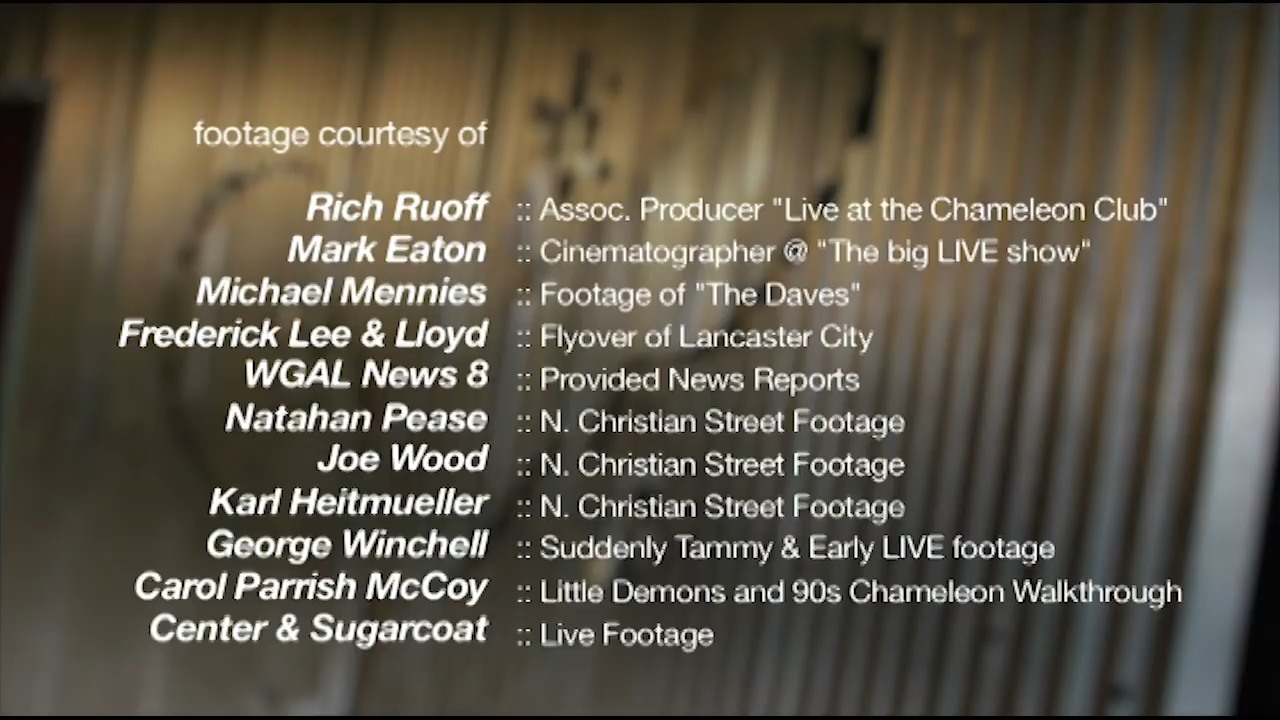 footage courtesy of
Rich Ruoff :: Assoc. Producer "Live at the Chameleon Club"
Mark Eaton :: Cinematographer @ "The big LIVE show"
Michael Mennies :: Footage of "The Daves"
Frederick Lee & Lloyd :: Flyover of Lancaster City
WGAL News 8 :: Provided News Reports
Natahan Pease :: N. Christian Street Footage
Joe Wood :: N. Christian Street Footage
Karl Heitmueller :: N. Christian Street Footage
George Winchell :: Suddenly Tammy & Early LIVE footage
Carol Parrish McCoy :: Little Demons and 90s Chameleon Walkthrough
Center & Sugarcoat :: Live Footage